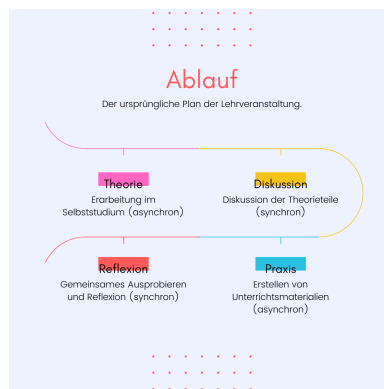 Ablauf
Der ursprüngliche Plan der Lehrveranstaltung.
Theorie
Erarbeitung im
Selbststudium (asynchron)
Diskussion
Diskussion der Theorieteile
(synchron)
Reflexion
Gemeinsames Ausprobieren
und Reflexion (synchron)
Praxis
Erstellen von
Unterrichtsmaterialien
(asynchron)